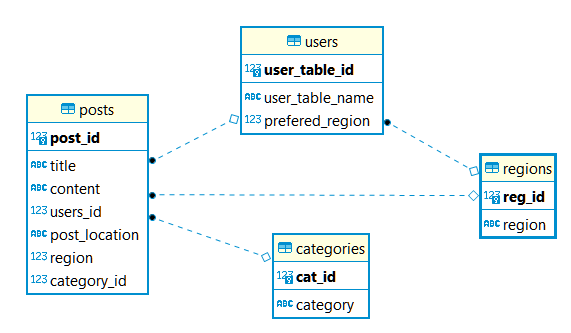 users
123 user_table_id
ABC user_table_name
123 prefered_region
posts
123 post_id
ABC title
ABC content
123 users_id
ABC post_location
123 region
123 category_id
regions
123 reg_id
ABC region
categories
123 cat_id
ABC category